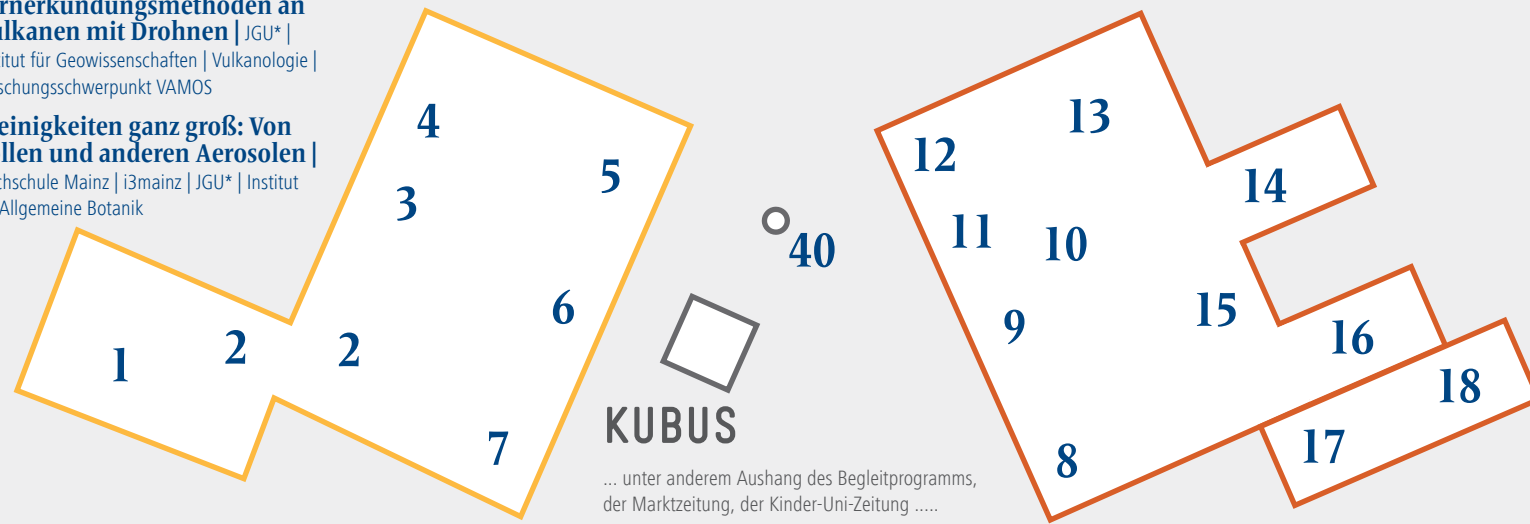 rnerkundungsmethoden an
ulkanen mit Drohnen | JGU* |
titut für Geowissenschaften | Vulkanologie |
schungsschwerpunkt VAMOS
einigkeiten ganz groß: Von
llen und anderen Aerosolen |
chschule Mainz | i3mainz | JGU* | Institut
Allgemeine Botanik
4
3
5
1
2
2
6
7
40
KUBUS
... unter anderem Aushang des Begleitprogramms,
der Marktzeitung, der Kinder-Uni-Zeitung .....
12
13
14
11
10
9
15
16
8
17
18